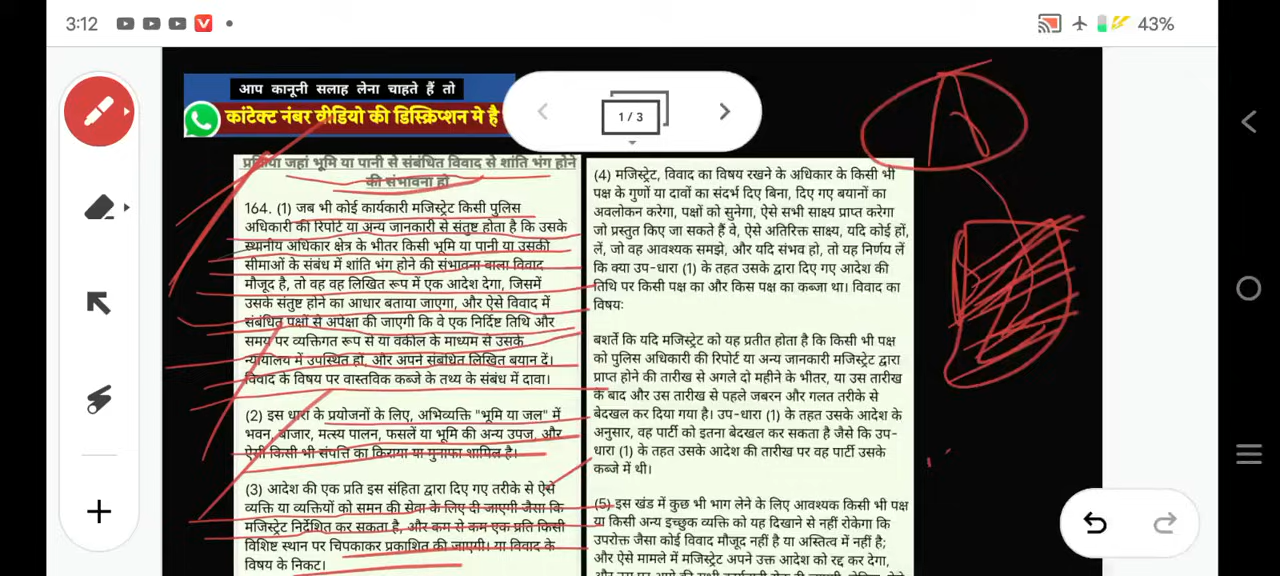 3:12
43%
आप कानूनी सलाह लेना चाहते हैं तो
कांटेक्ट नंबर वीडियो की डिस्क्रिप्शन मे है
1 / 3
प्रक्रिया जहां भूमि या पानी से संबंधित विवाद से शांति भंग होने
की संभावना हो
164. (1) जब भी कोई कार्यकारी मजिस्ट्रेट किसी पुलिस
अधिकारी की रिपोर्ट या अन्य जानकारी से संतुष्ट होता है कि उसके
स्थानीय अधिकार क्षेत्र के भीतर किसी भूमि या पानी या उसकी
सीमाओं के संबंध में शांति भंग होने की संभावना वाला विवाद
मौजूद है, तो वह वह लिखित रूप में एक आदेश देगा, जिसमें
उसके संतुष्ट होने का आधार बताया जाएगा, और ऐसे विवाद में
संबंधित पक्षों से अपेक्षा की जाएगी कि वे एक निर्दिष्ट तिथि और
समय पर व्यक्तिगत रूप से या वकील के माध्यम से उसके
न्यायालय में उपस्थित हों, और अपने संबंधित लिखित बयान दें।
विवाद के विषय पर वास्तविक कब्जे के तथ्य के संबंध में दावा।
(2) इस धारा के प्रयोजनों के लिए, अभिव्यक्ति "भूमि या जल" में
भवन, बाजार, मत्स्य पालन, फसलें या भूमि की अन्य उपज, और
ऐसी किसी भी संपत्ति का किराया या मुनाफा शामिल है।
(3) आदेश की एक प्रति इस संहिता द्वारा दिए गए तरीके से ऐसे
व्यक्ति या व्यक्तियों को समन की सेवा के लिए दी जाएगी जैसा कि
मजिस्ट्रेट निर्देशित कर सकता है, और कम से कम एक प्रति किसी
विशिष्ट स्थान पर चिपकाकर प्रकाशित की जाएगी। या विवाद के
विषय के निकट।
(4) मजिस्ट्रेट, विवाद का विषय रखने के अधिकार के किसी भी
पक्ष के गुणों या दावों का संदर्भ दिए बिना, दिए गए बयानों का
अवलोकन करेगा, पक्षों को सुनेगा, ऐसे सभी साक्ष्य प्राप्त करेगा
जो प्रस्तुत किए जा सकते हैं वे, ऐसे अतिरिक्त साक्ष्य, यदि कोई हों,
लें, जो वह आवश्यक समझे, और यदि संभव हो, तो यह निर्णय लें
कि क्या उप-धारा (1) के तहत उसके द्वारा दिए गए आदेश की
तिथि पर किसी पक्ष का और किस पक्ष का कब्जा था। विवाद का
विषय:
बशर्ते कि यदि मजिस्ट्रेट को यह प्रतीत होता है कि किसी भी पक्ष
को पुलिस अधिकारी की रिपोर्ट या अन्य जानकारी मजिस्ट्रेट द्वारा
प्राप्त होने की तारीख से अगले दो महीने के भीतर, या उस तारीख
के बाद और उस तारीख से पहले जबरन और गलत तरीके से
बेदखल कर दिया गया है। उप-धारा (1) के तहत उसके आदेश के
अनुसार, वह पार्टी को इतना बेदखल कर सकता है जैसे कि उप-
धारा (1) के तहत उसके आदेश की तारीख पर वह पार्टी उसके
कब्जे में थी।
(5) इस खंड में कुछ भी भाग लेने के लिए आवश्यक किसी भी पक्ष
या किसी अन्य इच्छुक व्यक्ति को यह दिखाने से नहीं रोकेगा कि
उपरोक्त जैसा कोई विवाद मौजूद नहीं है या अस्तित्व में नहीं है;
और ऐसे मामले में मजिस्ट्रेट अपने उक्त आदेश को रद्द कर देगा,